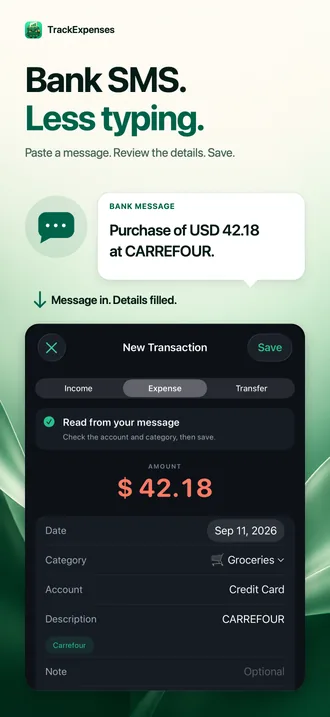 TrackExpenses
Bank SMS.
Less typing.
Paste a message. Review the details. Save.
BANK MESSAGE
Purchase of USD 42.18
at CARREFOUR.
Message in. Details filled.
New Transaction
Save
Income
Expense
Transfer
Read from your message
Check the account and category, then save.
AMOUNT
$ 42.18
Date
Sep 11, 2026
Category
Groceries
Account
Credit Card
Description
CARREFOUR
Carrefour
Note
Optional